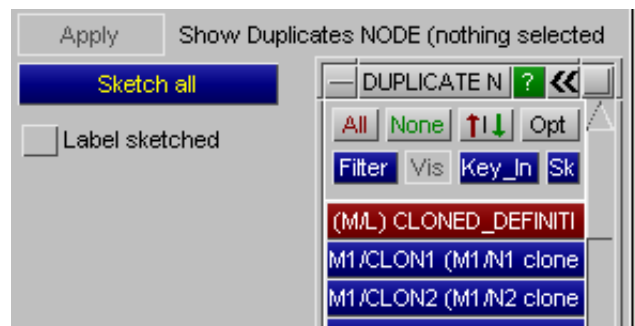 Apply Show Duplicates NODE (nothing selected
Sketch all
DUPLICATE N ?
Label sketched
All None Opt
Filter Vis Key_In Sk
(M/L) CLONED_DEFINITI
M1/CLON1 (M1/N1 clone
M1/CLON2 (M1/N2 clone